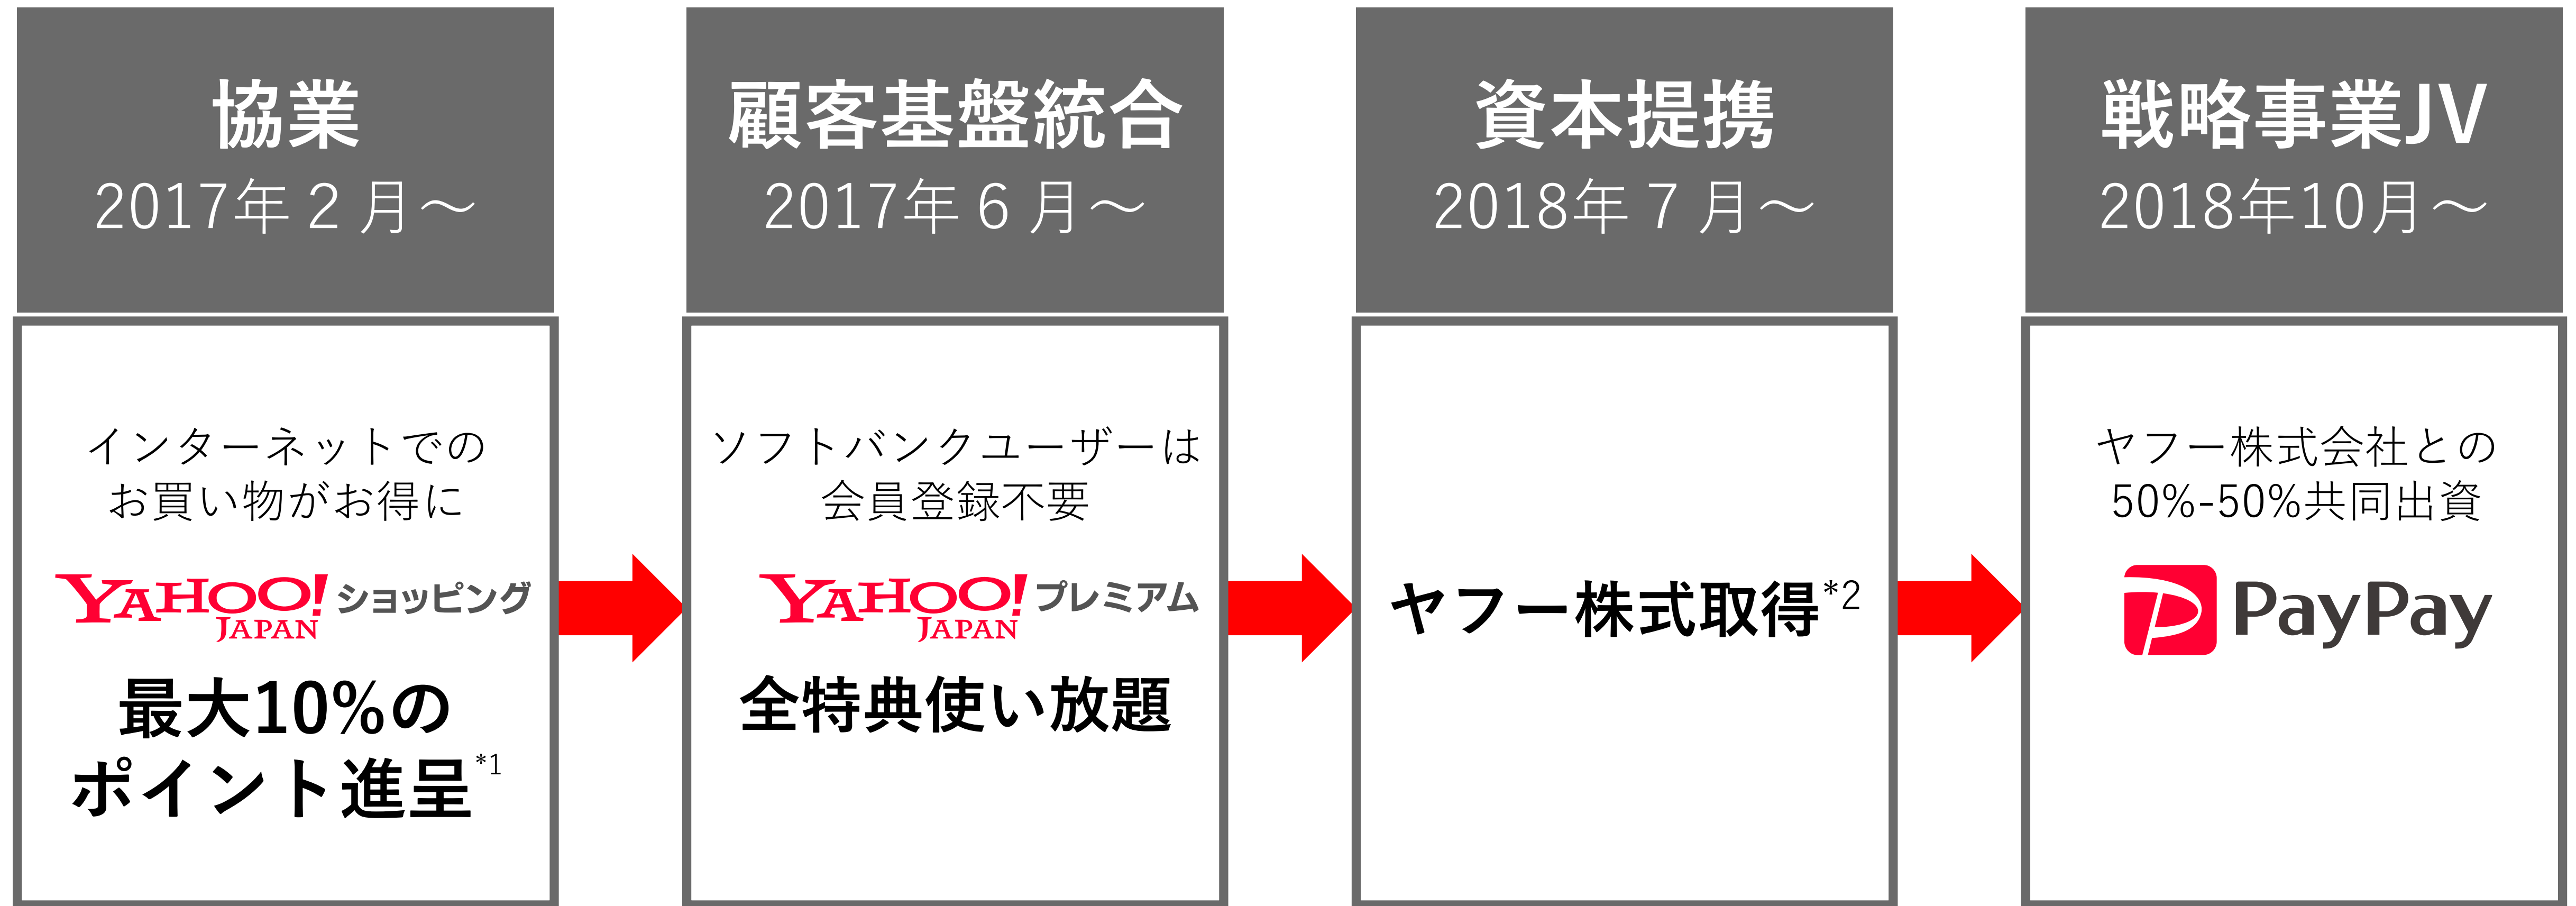 協業
2017年2月～
インターネットでの
お買い物がお得に
YAHOO! JAPAN ショッピング
最大10%の
ポイント進呈*1
顧客基盤統合
2017年6月～
ソフトバンクユーザーは
会員登録不要
YAHOO! JAPAN プレミアム
全特典使い放題
資本提携
2018年7月～
ヤフー株式取得*2
戦略事業JV
2018年10月～
ヤフー株式会社との
50%-50%共同出資
PayPay